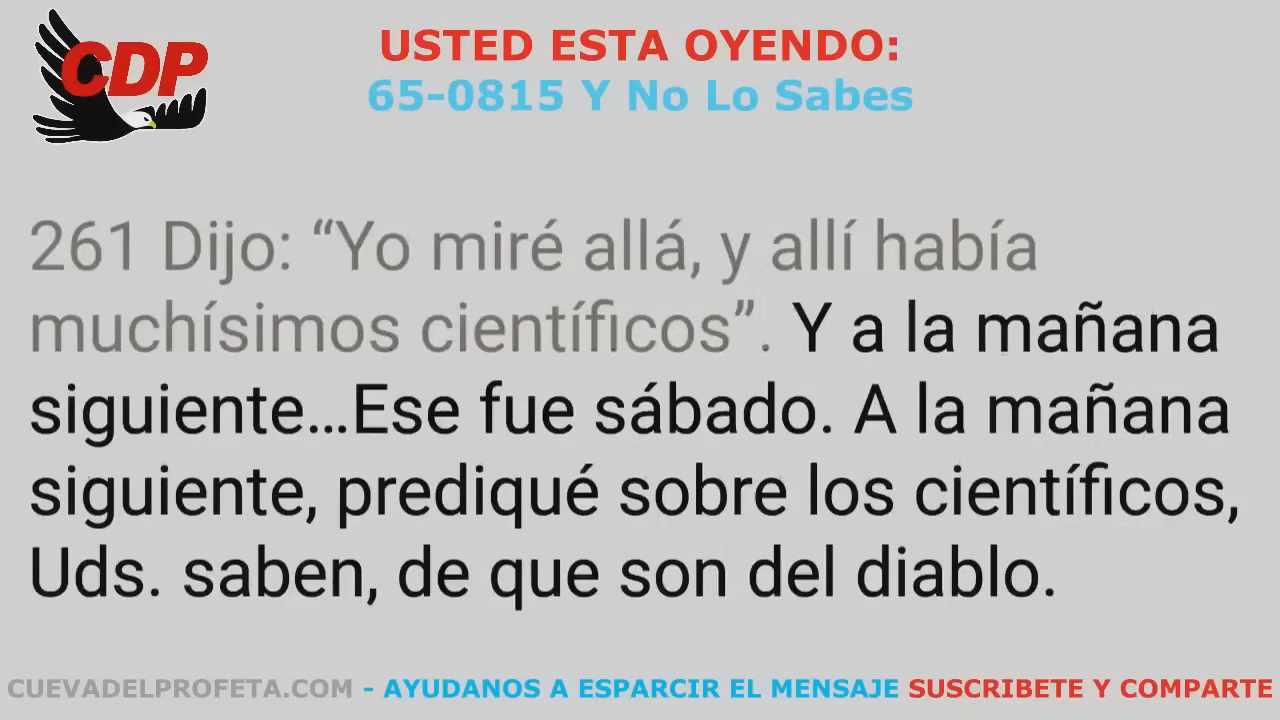 CDP
USTED ESTA OYENDO:
65-0815 Y No Lo Sabes
261 Dijo: “Yo miré allá, y allí había
muchísimos científicos”. Y a la mañana
siguiente…Ese fue sábado. A la mañana
siguiente, prediqué sobre los científicos,
Uds. saben, de que son del diablo.
CUEVADELPROFETA.COM - AYUDANOS A ESPARCIR EL MENSAJE SUSCRIBETE Y COMPARTE